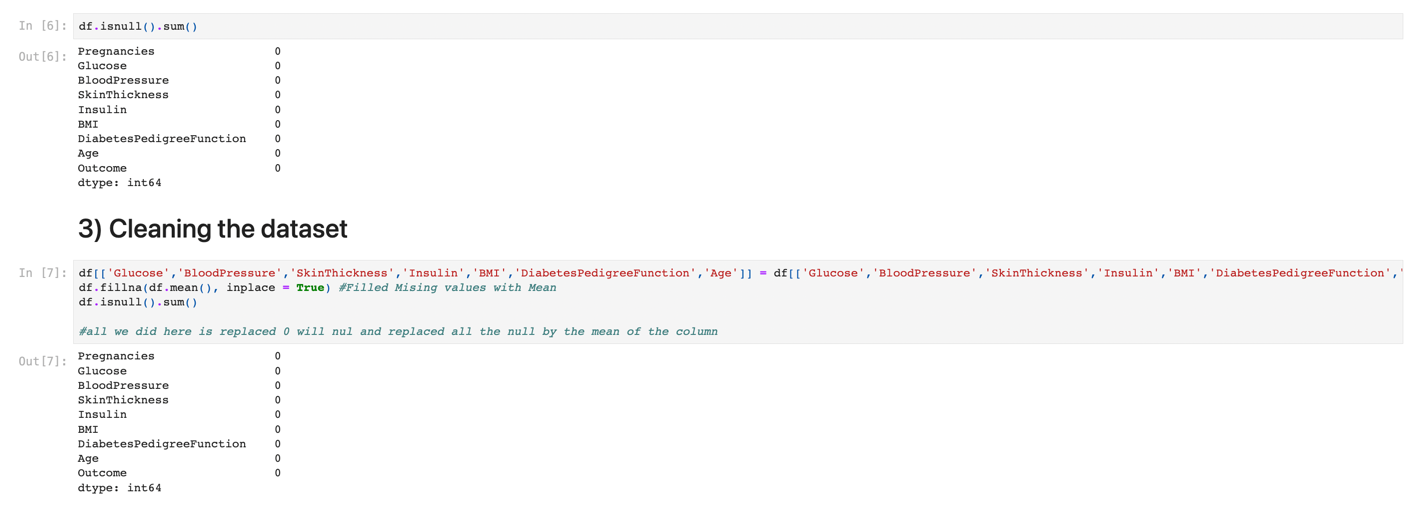 In [6]: df.isnull().sum()
Out[6]: Pregnancies 0
Glucose 0
BloodPressure 0
SkinThickness 0
Insulin 0
BMI 0
DiabetesPedigreeFunction 0
Age 0
Outcome 0
dtype: int64
3) Cleaning the dataset
In [7]: df[['Glucose','BloodPressure','SkinThickness','Insulin','BMI','DiabetesPedigreeFunction','Age']] = df[['Glucose','BloodPressure','SkinThickness','Insulin','BMI','DiabetesPedigreeFunction','
df.fillna(df.mean(), inplace = True) #Filled Mising values with Mean
df.isnull().sum()
#all we did here is replaced 0 will nul and replaced all the null by the mean of the column
Out[7]: Pregnancies 0
Glucose 0
BloodPressure 0
SkinThickness 0
Insulin 0
BMI 0
DiabetesPedigreeFunction 0
Age 0
Outcome 0
dtype: int64